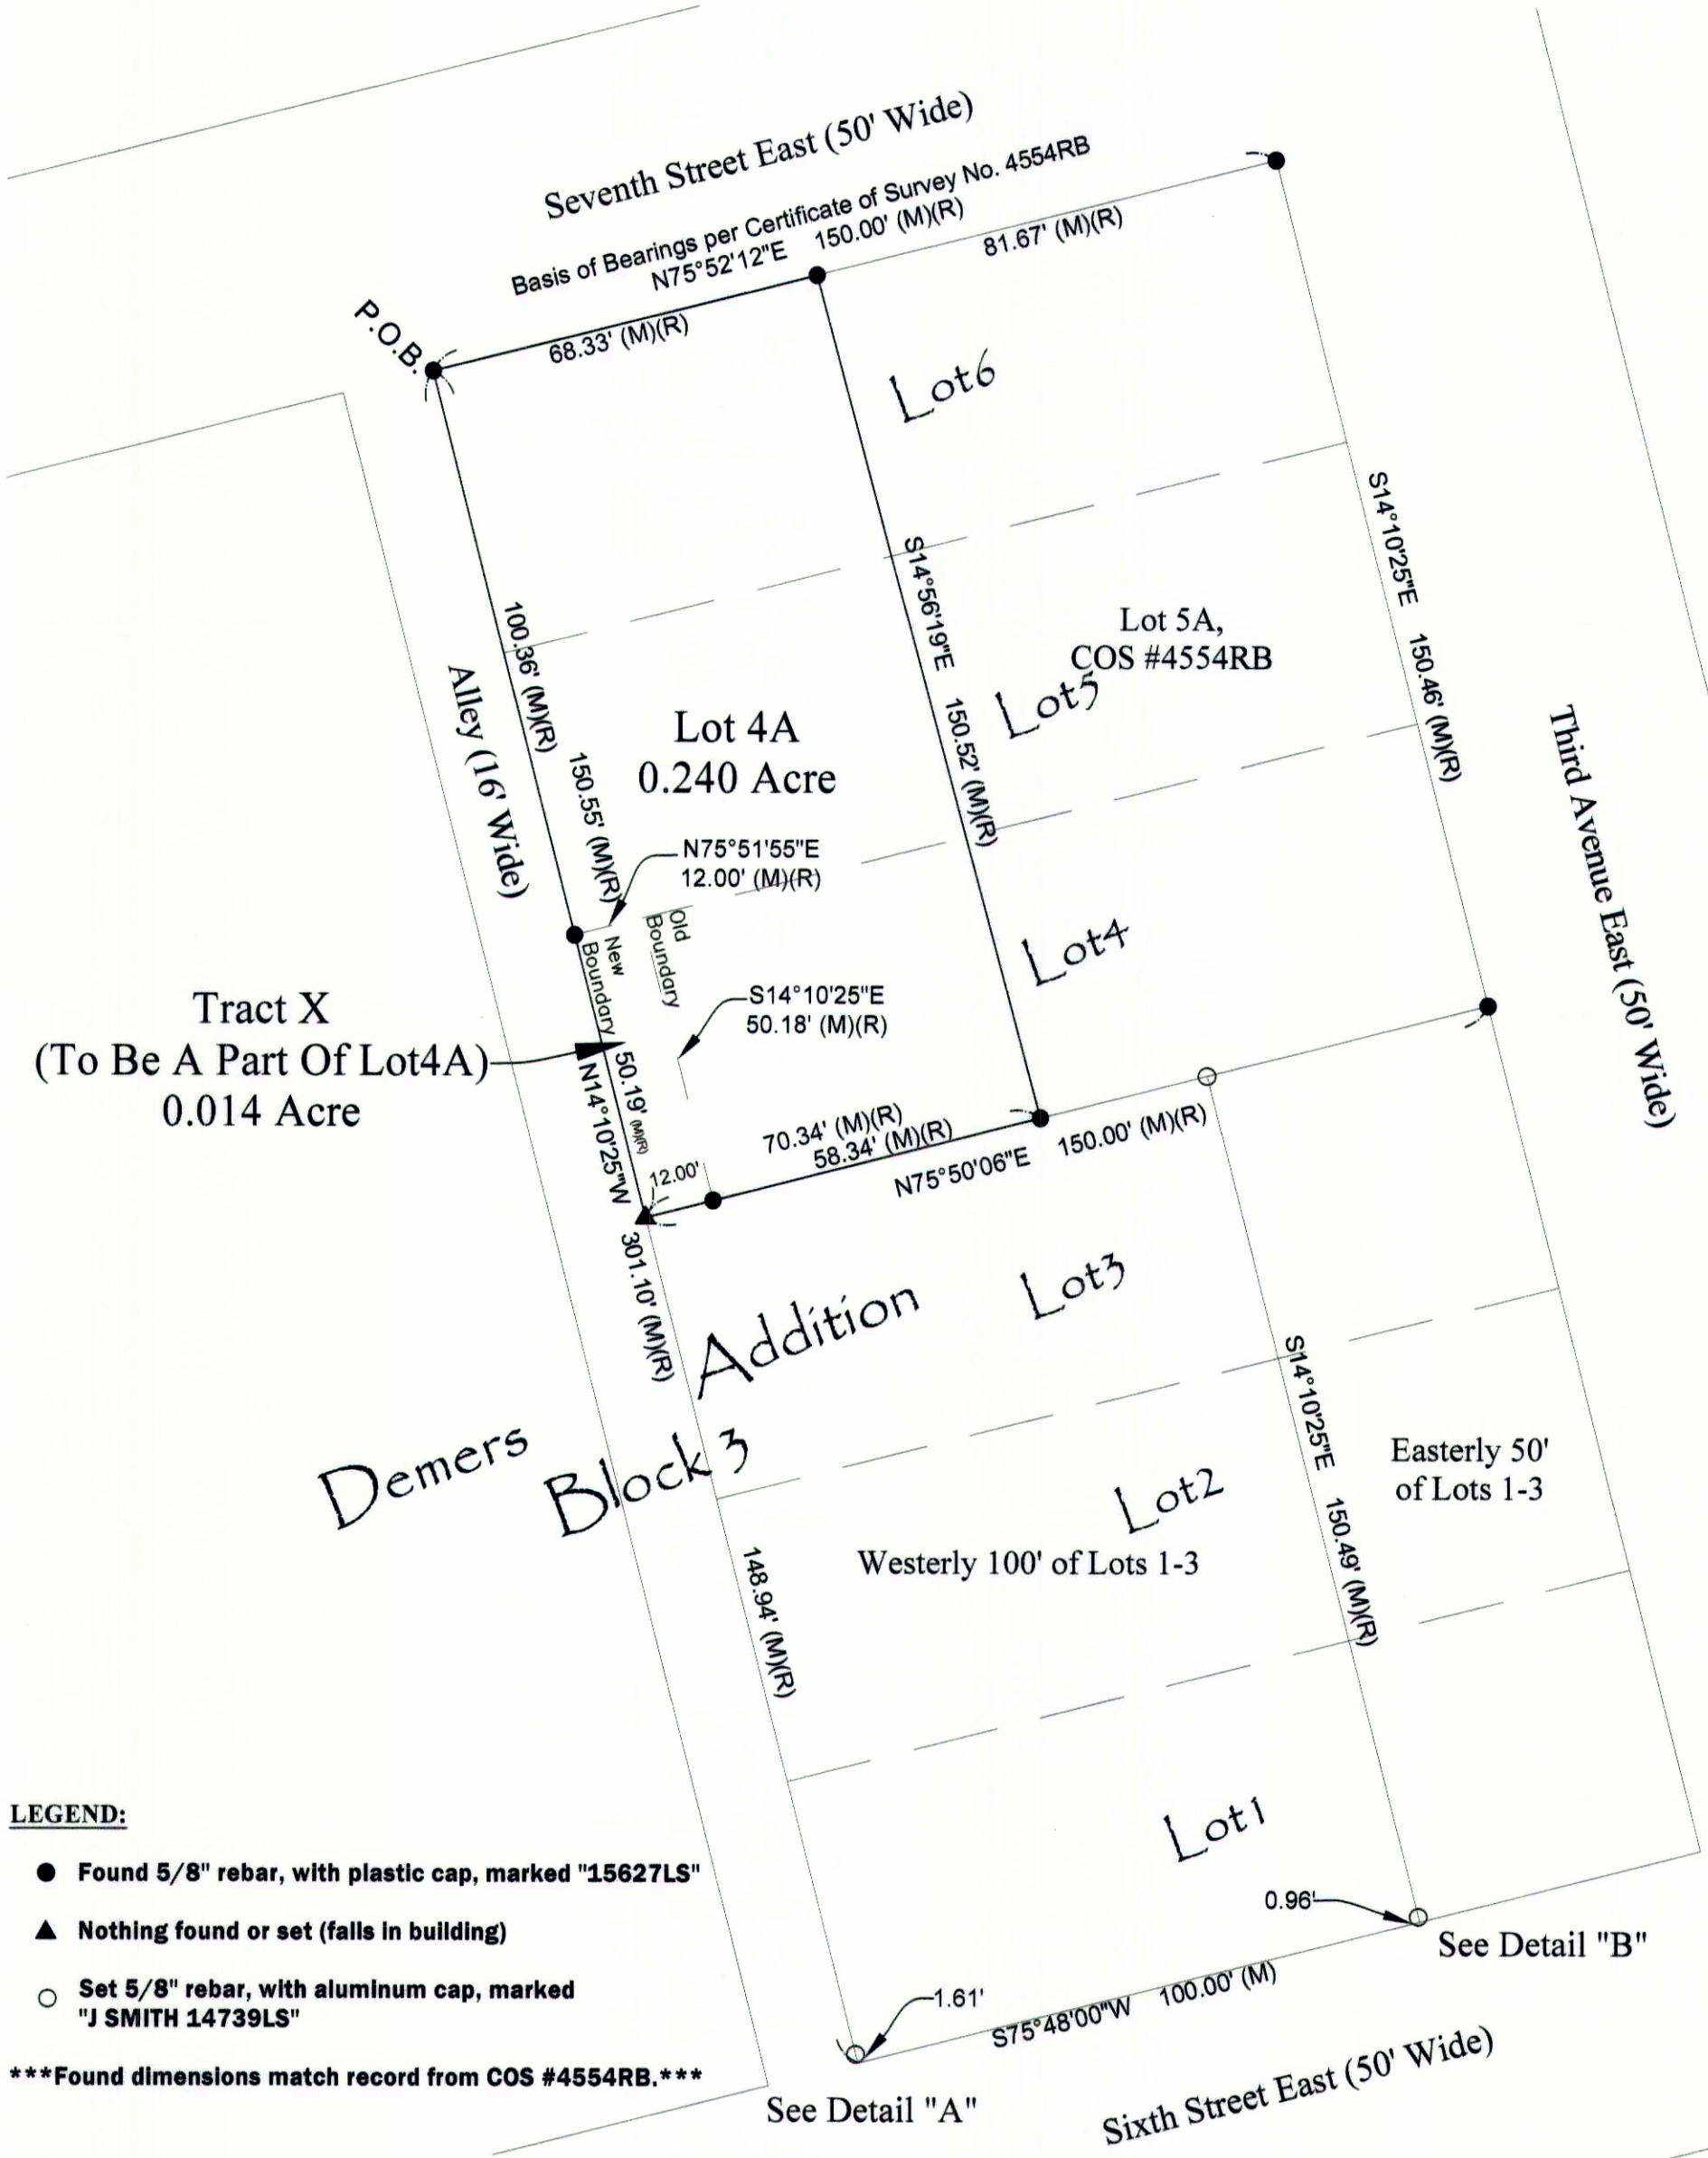 Seventh Street East (50' Wide)
Basis of Bearings per Certificate of Survey No. 4554RB
N75°52'12"E 150.00' (M)(R)
81.67' (M)(R)
68.33' (M)(R)
P.O.B.
Lot6
S14°10'25"E 150.46' (M)(R)
S14°56'19"E 150.52' (M)(R)
Lot 5A,
COS #4554RB
Lot5
100.36' (M)(R)
Alley (16' Wide)
150.55' (M)(R)
Lot 4A
0.240 Acre
Third Avenue East (50' Wide)
N75°51'55"E
12.00' (M)(R)
New
Boundary
Old
Boundary
Lot4
S14°10'25"E
50.18' (M)(R)
Tract X
(To Be A Part Of Lot4A)
0.014 Acre
50.19' (M)(R)
N14°10'25"W 301.10' (M)(R)
12.00'
70.34' (M)(R)
58.34' (M)(R)
N75°50'06"E 150.00' (M)(R)
Lot3
Demers Addition
Block 3
S14°10'25"E 150.49' (M)(R)
Easterly 50'
of Lots 1-3
Lot2
Westerly 100' of Lots 1-3
148.94' (M)(R)
Lot1
LEGEND:
Found 5/8" rebar, with plastic cap, marked "15627LS"
Nothing found or set (falls in building)
Set 5/8" rebar, with aluminum cap, marked
"J SMITH 14739LS"
***Found dimensions match record from COS #4554RB.***
0.96'
See Detail "B"
1.61'
S75°48'00"W 100.00' (M)
See Detail "A"
Sixth Street East (50' Wide)